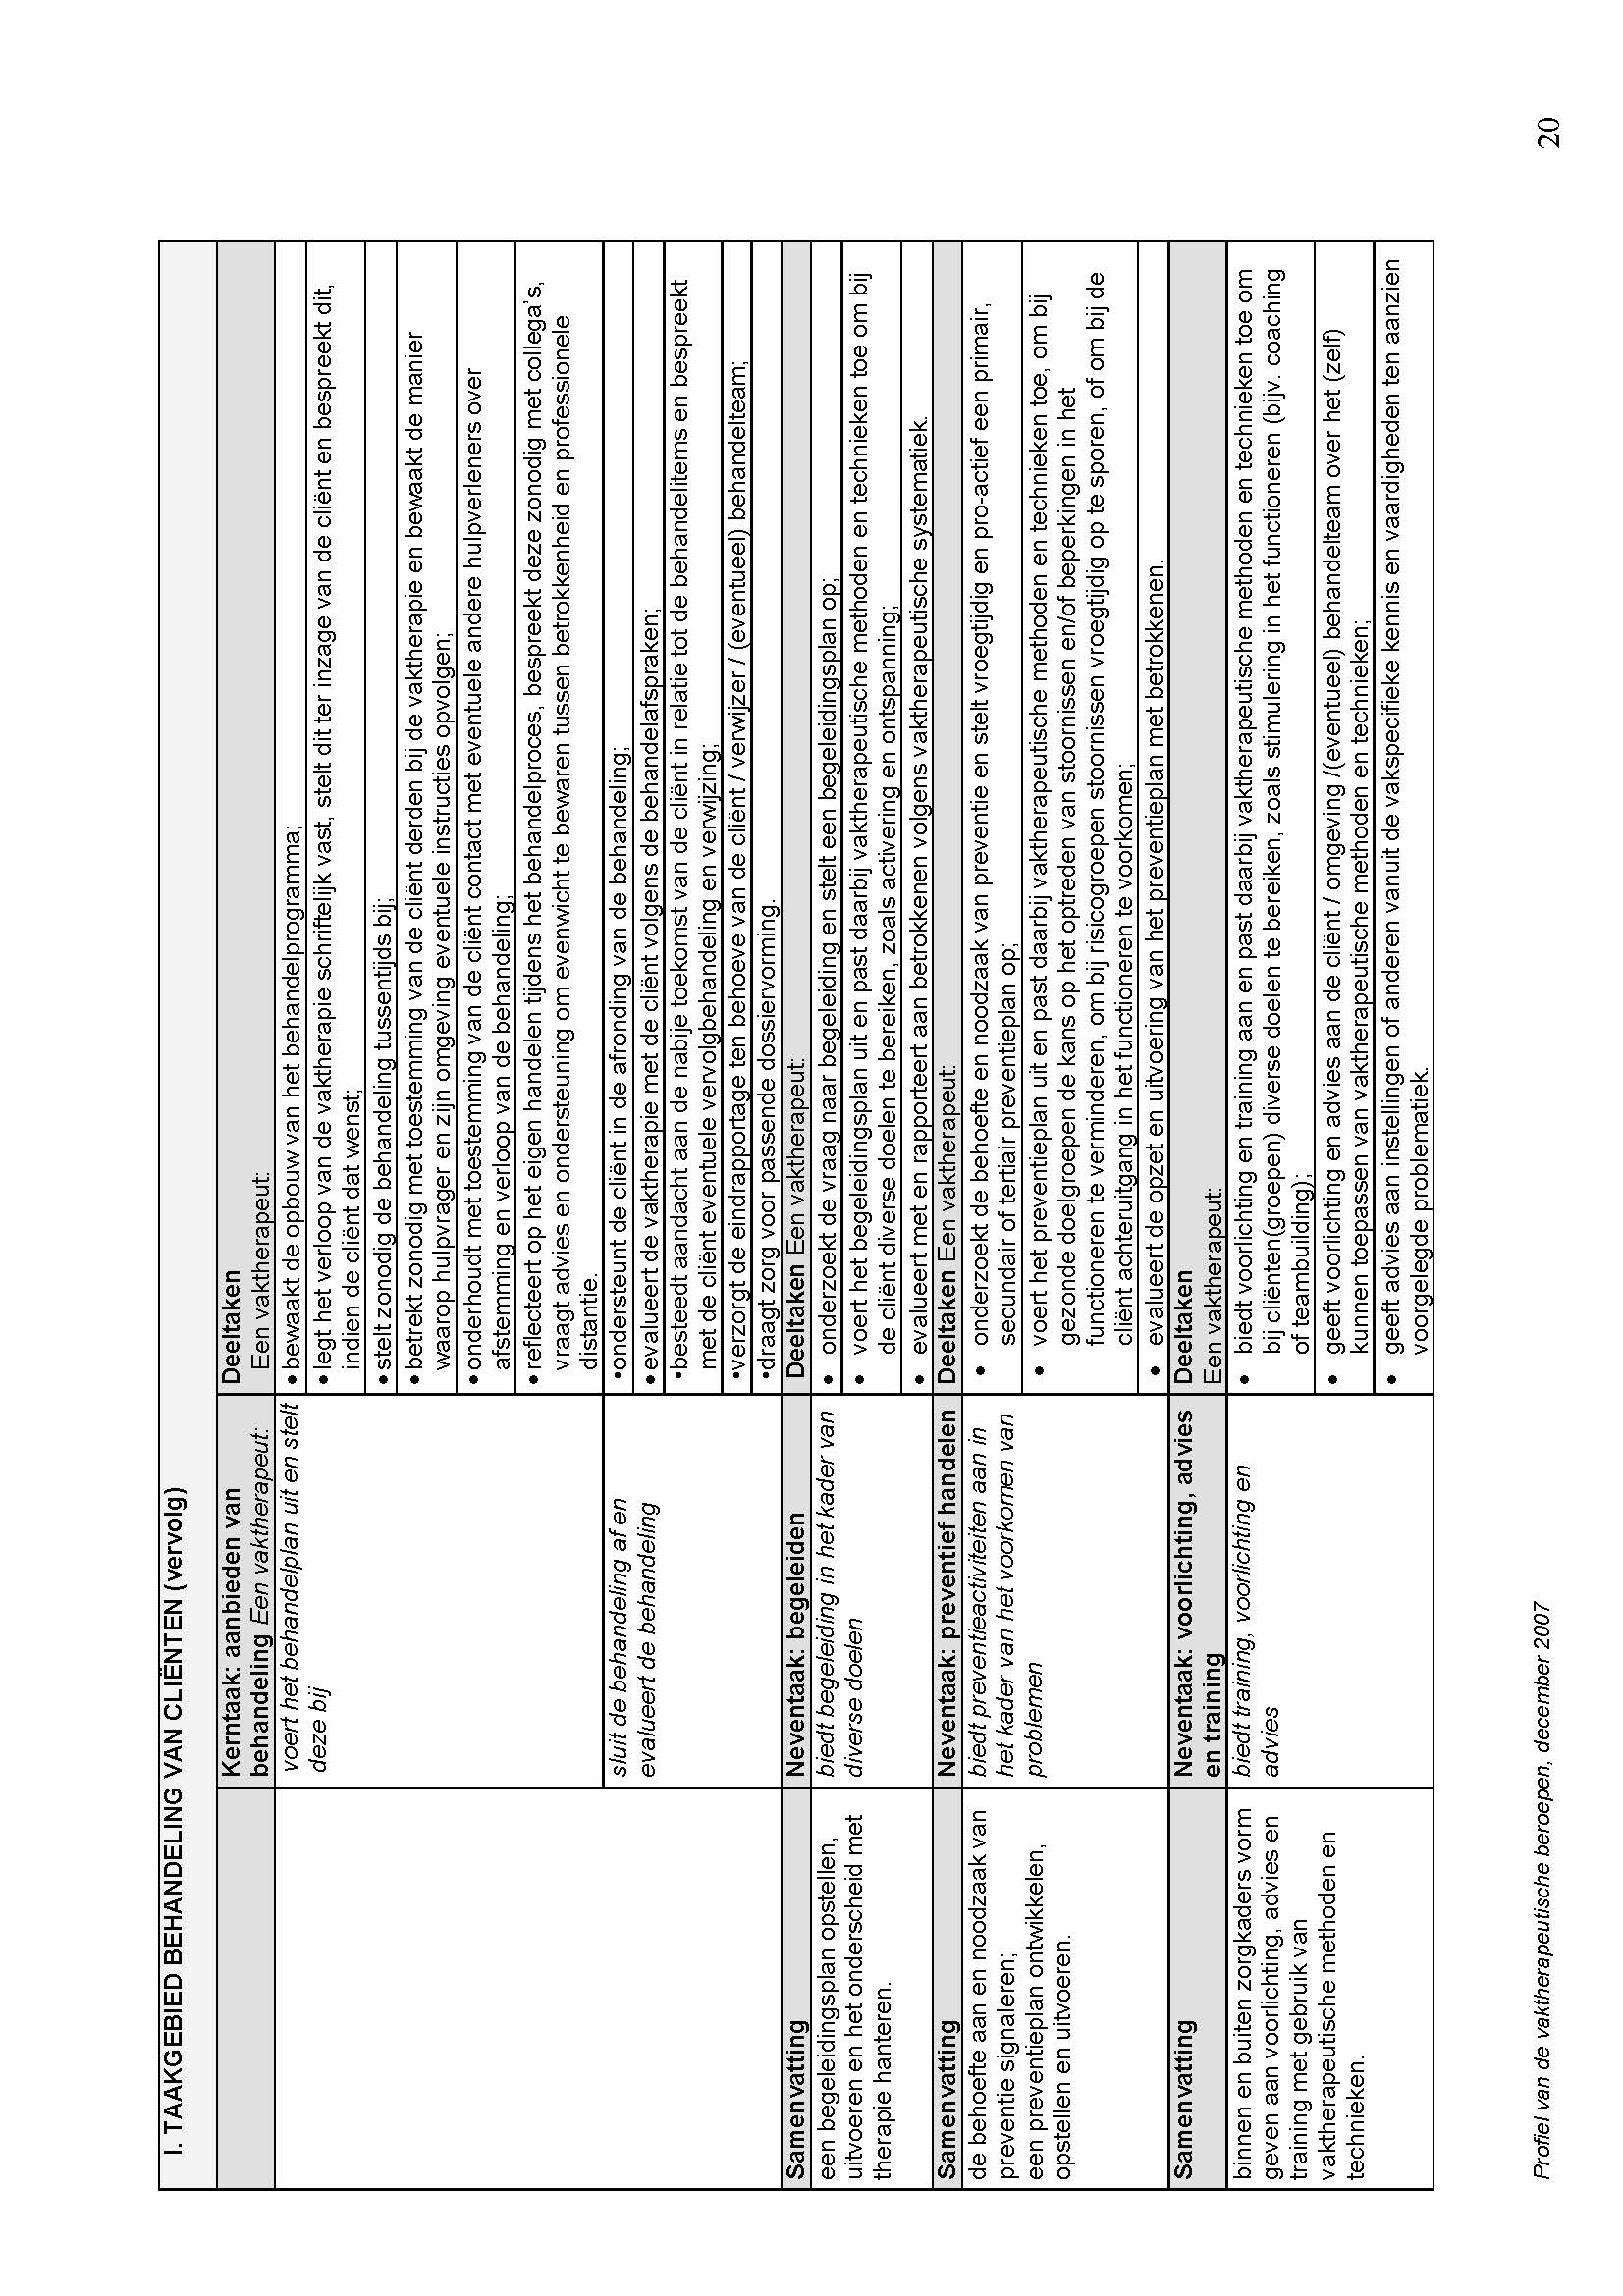 I. TAAKGEBIED BEHANDELING VAN CLIËNTEN (vervolg)
Kerntaak: aanbieden van
behandeling Een vaktherapeut:
Deeltaken
Een vaktherapeut:
voert het behandelplan uit en stelt
deze bij
• bewaakt de opbouw van het behandelprogramma;
• legt het verloop van de vaktherapie schriftelijk vast, stelt dit ter inzage van de cliënt en bespreekt dit,
indien de cliënt dat wenst;
• stelt zonodig de behandeling tussentijds bij;
• betrekt zonodig met toestemming van de cliënt derden bij de vaktherapie en bewaakt de manier
waarop hulpvrager en zijn omgeving eventuele instructies opvolgen;
• onderhoudt met toestemming van de cliënt contact met eventuele andere hulpverleners over
afstemming en verloop van de behandeling;
• reflecteert op het eigen handelen tijdens het behandelproces, bespreekt deze zonodig met collega's,
vraagt advies en ondersteuning om evenwicht te bewaren tussen betrokkenheid en professionele
distantie.
sluit de behandeling af en
evalueert de behandeling
•ondersteunt de cliënt in de afronding van de behandeling;
• evalueert de vaktherapie met de cliënt volgens de behandelafspraken;
•besteedt aandacht aan de nabije toekomst van de cliënt in relatie tot de behandelitems en bespreekt
met de cliënt eventuele vervolgbehandeling en verwijzing;
•verzorgt de eindrapportage ten behoeve van de cliënt / verwijzer / (eventueel) behandelteam;
•draagt zorg voor passende dossiervorming.
Samenvatting
Neventaak: begeleiden
Deeltaken Een vaktherapeut:
een begeleidingsplan opstellen,
uitvoeren en het onderscheid met
therapie hanteren.
biedt begeleiding in het kader van
diverse doelen
• onderzoekt de vraag naar begeleiding en stelt een begeleidingsplan op;
• voert het begeleidingsplan uit en past daarbij vaktherapeutische methoden en technieken toe om bij
de cliënt diverse doelen te bereiken, zoals activering en ontspanning;
• evalueert met en rapporteert aan betrokkenen volgens vaktherapeutische systematiek.
Samenvatting
Neventaak: preventief handelen
Deeltaken Een vaktherapeut:
de behoefte aan en noodzaak van
preventie signaleren;
een preventieplan ontwikkelen,
opstellen en uitvoeren.
biedt preventieactiviteiten aan in
het kader van het voorkomen van
problemen
• onderzoekt de behoefte en noodzaak van preventie en stelt vroegtijdig en pro-actief een primair,
secundair of tertiair preventieplan op;
• voert het preventieplan uit en past daarbij vaktherapeutische methoden en technieken toe, om bij
gezonde doelgroepen de kans op het optreden van stoornissen en/of beperkingen in het
functioneren te verminderen, om bij risicogroepen stoornissen vroegtijdig op te sporen, of om bij de
cliënt achteruitgang in het functioneren te voorkomen;
• evalueert de opzet en uitvoering van het preventieplan met betrokkenen.
Samenvatting
Neventaak: voorlichting, advies
en training
Deeltaken
Een vaktherapeut:
binnen en buiten zorgkaders vorm
geven aan voorlichting, advies en
training met gebruik van
vaktherapeutische methoden en
technieken.
biedt training, voorlichting en
advies
• biedt voorlichting en training aan en past daarbij vaktherapeutische methoden en technieken toe om
bij cliënten(groepen) diverse doelen te bereiken, zoals stimulering in het functioneren (bijv. coaching
of teambuilding);
• geeft voorlichting en advies aan de cliënt / omgeving /(eventueel) behandelteam over het (zelf)
kunnen toepassen van vaktherapeutische methoden en technieken;
• geeft advies aan instellingen of anderen vanuit de vakspecifieke kennis en vaardigheden ten aanzien
voorgelegde problematiek.
Profiel van de vaktherapeutische beroepen, december 2007
20